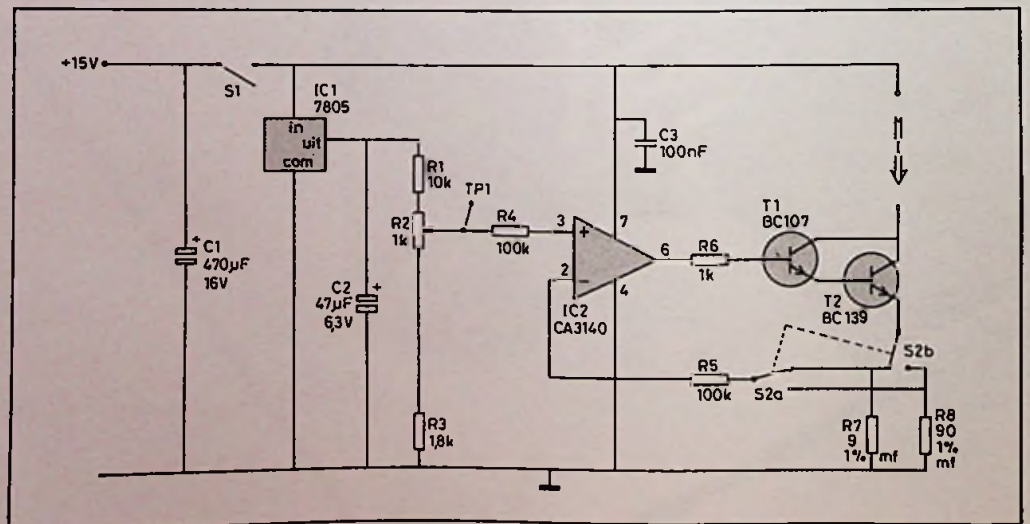 +15V
S1
IC1
7805
in
uit
com
C1
470µF
16V
+
C2
47µF
6,3V
+
R1
10k
R2
1k
R3
1,8k
TP1
R4
100k
3
+
2
−
7
4
6
IC2
CA3140
C3
100nF
R6
1k
T1
BC107
T2
BC139
M
R5
100k
S2a
S2b
R7
9
1%
mf
R8
90
1%
mf